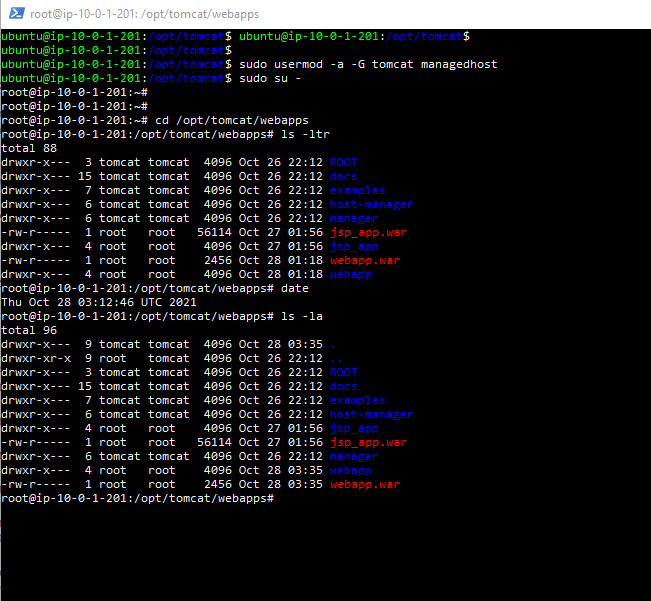 root@ip-10-0-1-201: /opt/tomcat/webapps
ubuntu@ip-10-0-1-201:/opt/tomcat$ ubuntu@ip-10-0-1-201:/opt/tomcat$
ubuntu@ip-10-0-1-201:/opt/tomcat$
ubuntu@ip-10-0-1-201:/opt/tomcat$ sudo usermod -a -G tomcat managedhost
ubuntu@ip-10-0-1-201:/opt/tomcat$ sudo su -
root@ip-10-0-1-201:~#
root@ip-10-0-1-201:~#
root@ip-10-0-1-201:~# cd /opt/tomcat/webapps
root@ip-10-0-1-201:/opt/tomcat/webapps# ls -ltr
total 88
drwxr-x---  3 tomcat tomcat  4096 Oct 26 22:12 ROOT
drwxr-x--- 15 tomcat tomcat  4096 Oct 26 22:12 docs
drwxr-x---  7 tomcat tomcat  4096 Oct 26 22:12 examples
drwxr-x---  6 tomcat tomcat  4096 Oct 26 22:12 host-manager
drwxr-x---  6 tomcat tomcat  4096 Oct 26 22:12 manager
-rw-r-----  1 root   root   56114 Oct 27 01:56 jsp_app.war
drwxr-x---  4 root   root    4096 Oct 27 01:56 jsp_app
-rw-r-----  1 root   root    2456 Oct 28 01:18 webapp.war
drwxr-x---  4 root   root    4096 Oct 28 01:18 webapp
root@ip-10-0-1-201:/opt/tomcat/webapps# date
Thu Oct 28 03:12:46 UTC 2021
root@ip-10-0-1-201:/opt/tomcat/webapps# ls -la
total 96
drwxr-x---  9 tomcat tomcat  4096 Oct 28 03:35 .
drwxr-xr-x  9 root   tomcat  4096 Oct 26 22:12 ..
drwxr-x---  3 tomcat tomcat  4096 Oct 26 22:12 ROOT
drwxr-x--- 15 tomcat tomcat  4096 Oct 26 22:12 docs
drwxr-x---  7 tomcat tomcat  4096 Oct 26 22:12 examples
drwxr-x---  6 tomcat tomcat  4096 Oct 26 22:12 host-manager
drwxr-x---  4 root   root    4096 Oct 27 01:56 jsp_app
-rw-r-----  1 root   root   56114 Oct 27 01:56 jsp_app.war
drwxr-x---  6 tomcat tomcat  4096 Oct 26 22:12 manager
drwxr-x---  4 root   root    4096 Oct 28 03:35 webapp
-rw-r-----  1 root   root    2456 Oct 28 03:35 webapp.war
root@ip-10-0-1-201:/opt/tomcat/webapps#